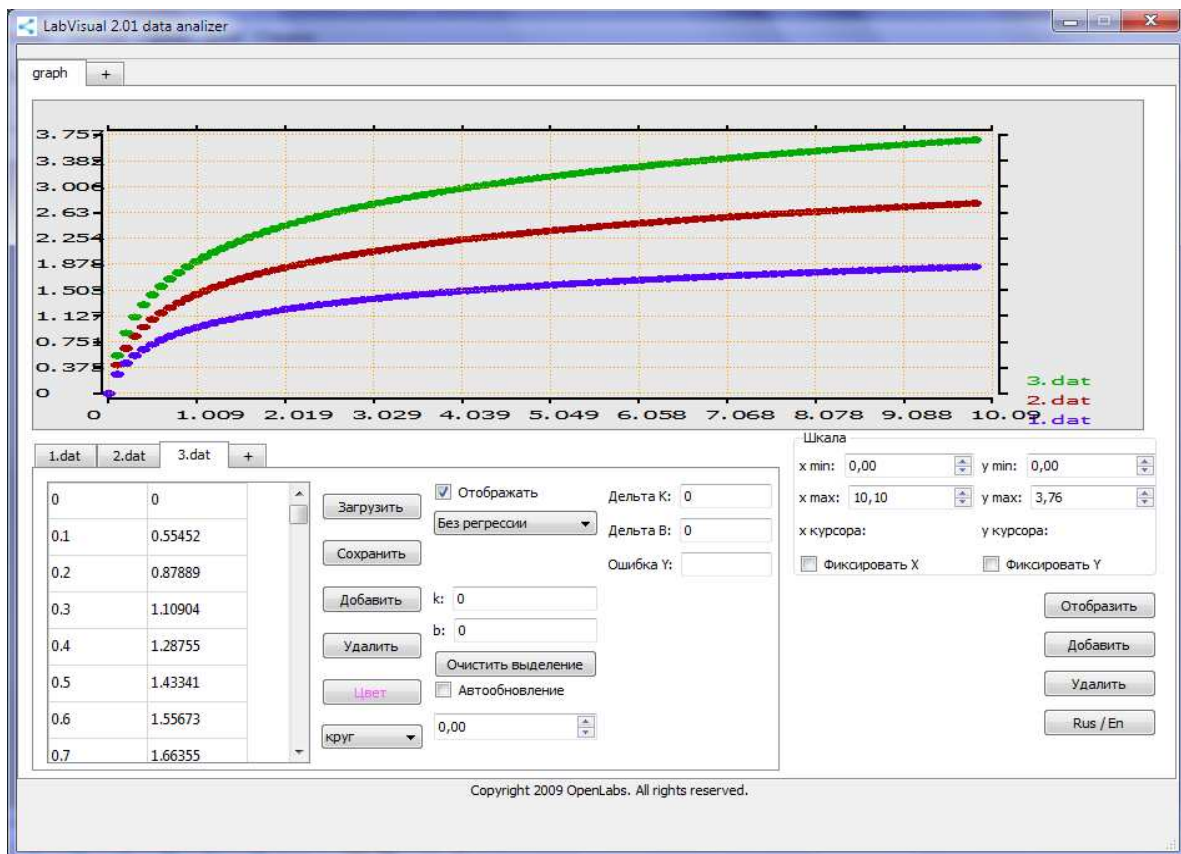 LabVisual 2.01 data analizer
graph +
3.757
3.382
3.006
2.63
2.254
1.878
1.503
1.127
0.751
0.375
0
0 1.009 2.019 3.029 4.039 5.049 6.058 7.068 8.078 9.088 10.09
3.dat
2.dat
1.dat
1.dat 2.dat 3.dat +
0 0
0.1 0.55452
0.2 0.87889
0.3 1.10904
0.4 1.28755
0.5 1.43341
0.6 1.55673
0.7 1.66355
Загрузить
Сохранить
Добавить
Удалить
Цвет
круг
Отображать
Без регрессии
k: 0
b: 0
Очистить выделение
Автообновление
0,00
Дельта K: 0
Дельта B: 0
Ошибка Y:
Шкала
x min: 0,00 y min: 0,00
x max: 10,10 y max: 3,76
x курсора: y курсора:
Фиксировать X Фиксировать Y
Отобразить
Добавить
Удалить
Rus / En
Copyright 2009 OpenLabs. All rights reserved.